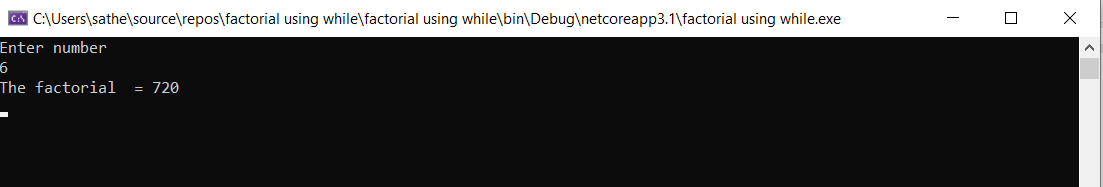 C:\Users\sathe\source\repos\factorial using while\factorial using while\bin\Debug\netcoreapp3.1\factorial using while.exe
Enter number
6
The factorial  = 720